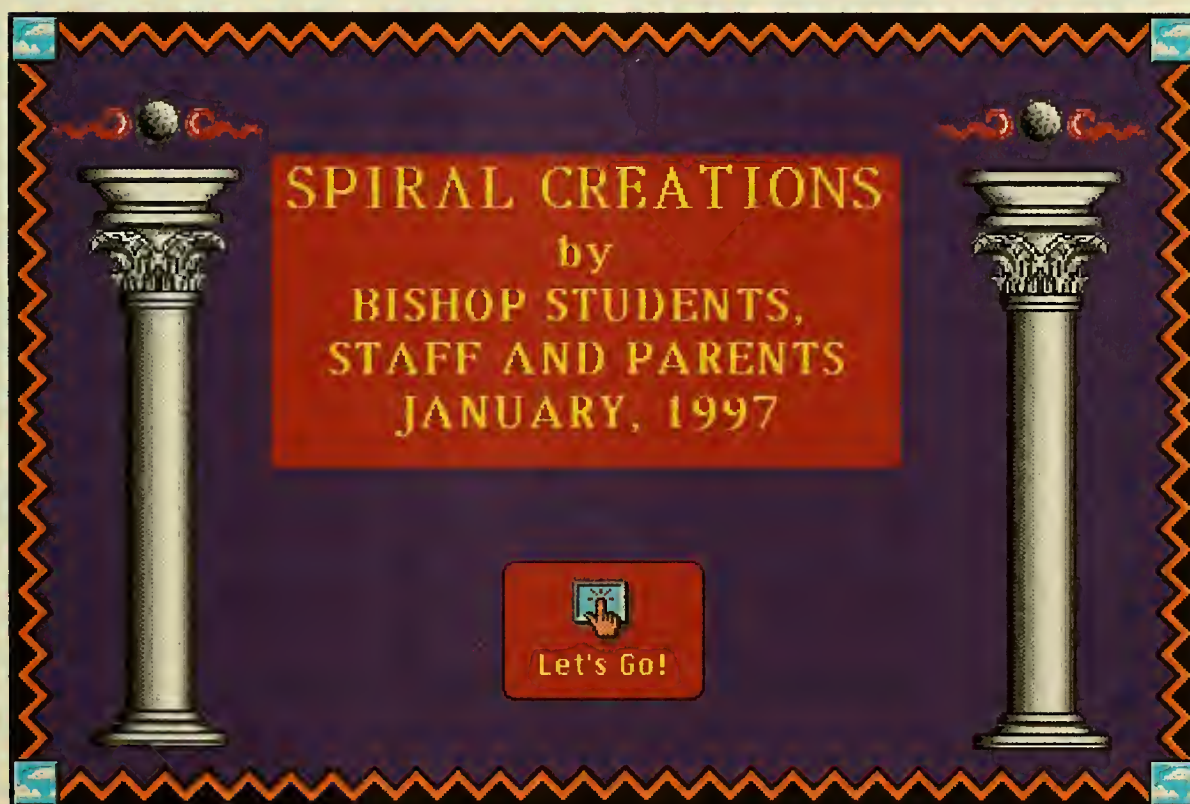 SPIRAL CREATIONS
by
BISHOP STUDENTS,
STAFF AND PARENTS
JANUARY, 1997
Let's Go!